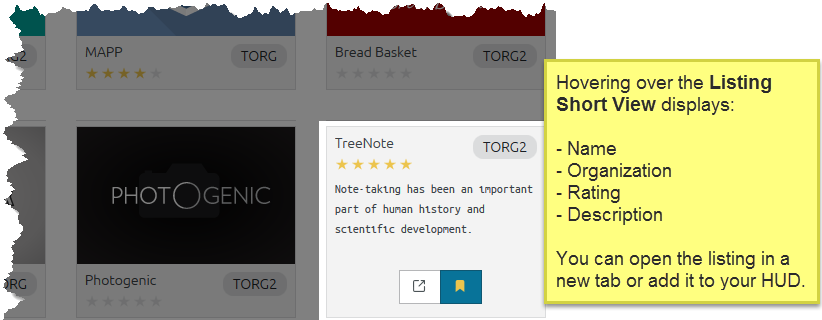 G2
MAPP
TORG
Bread Basket
TORG2
PHOTOGENIC
RG
Photogenic
TORG2
TreeNote
TORG2
Note-taking has been an important
part of human history and
scientific development.
Hovering over the Listing
Short View displays:
- Name
- Organization
- Rating
- Description
You can open the listing in a
new tab or add it to your HUD.